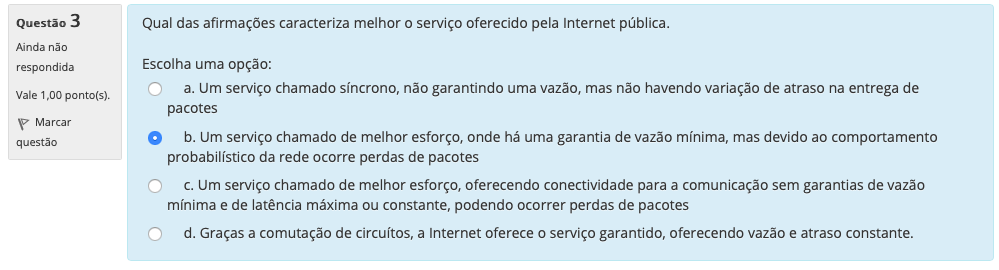 Questão 3
Ainda não
respondida
Vale 1,00 ponto(s).
Marcar
questão
Qual das afirmações caracteriza melhor o serviço oferecido pela Internet pública.
Escolha uma opção:
a. Um serviço chamado síncrono, não garantindo uma vazão, mas não havendo variação de atraso na entrega de
pacotes
b. Um serviço chamado de melhor esforço, onde há uma garantia de vazão mínima, mas devido ao comportamento
probabilístico da rede ocorre perdas de pacotes
c. Um serviço chamado de melhor esforço, oferecendo conectividade para a comunicação sem garantias de vazão
mínima e de latência máxima ou constante, podendo ocorrer perdas de pacotes
d. Graças a comutação de circuítos, a Internet oferece o serviço garantido, oferecendo vazão e atraso constante.